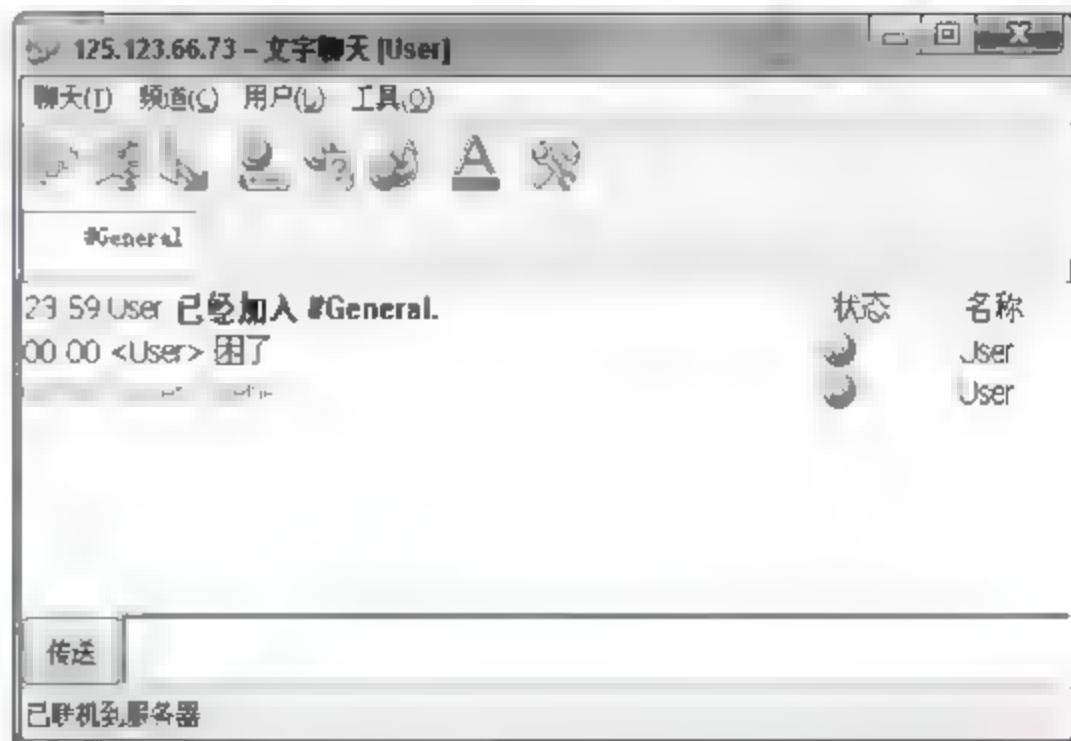 125.123.66.73 – 文字聊天 [User]
聊天(T) 频道(C) 用户(U) 工具(O)
#General
23 59 User 已经加入 #General.
状态 名称
00 00 <User> 困了
User
User
传送
已联机到服务器